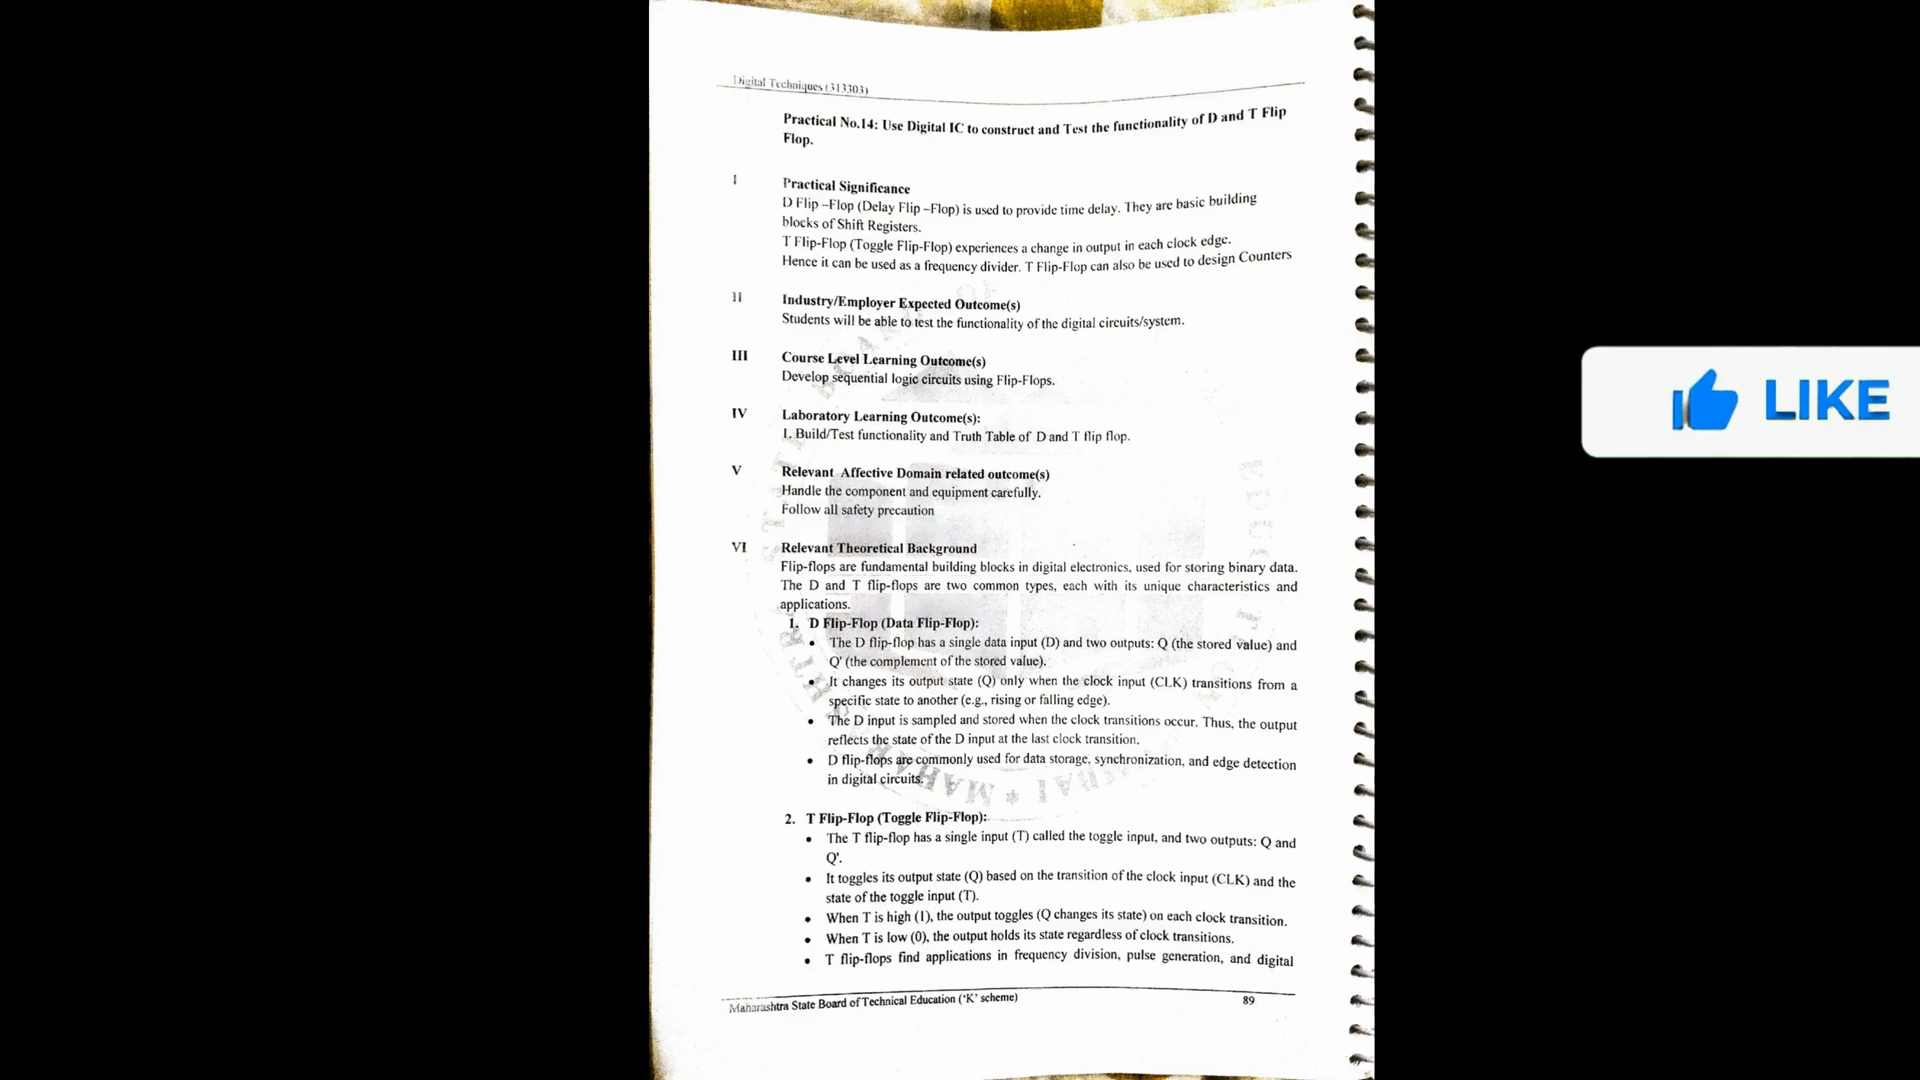 Digital Techniques (313303)
Practical No.14: Use Digital IC to construct and Test the functionality of D and T Flip
Flop.
I Practical Significance
D Flip –Flop (Delay Flip –Flop) is used to provide time delay. They are basic building
blocks of Shift Registers.
T Flip-Flop (Toggle Flip-Flop) experiences a change in output in each clock edge.
Hence it can be used as a frequency divider. T Flip-Flop can also be used to design Counters
II Industry/Employer Expected Outcome(s)
Students will be able to test the functionality of the digital circuits/system.
III Course Level Learning Outcome(s)
Develop sequential logic circuits using Flip-Flops.
IV Laboratory Learning Outcome(s):
1. Build/Test functionality and Truth Table of D and T flip flop.
V Relevant Affective Domain related outcome(s)
Handle the component and equipment carefully.
Follow all safety precaution
VI Relevant Theoretical Background
Flip-flops are fundamental building blocks in digital electronics, used for storing binary data.
The D and T flip-flops are two common types, each with its unique characteristics and
applications.
1. D Flip-Flop (Data Flip-Flop):
• The D flip-flop has a single data input (D) and two outputs: Q (the stored value) and
Q' (the complement of the stored value).
• It changes its output state (Q) only when the clock input (CLK) transitions from a
specific state to another (e.g., rising or falling edge).
• The D input is sampled and stored when the clock transitions occur. Thus, the output
reflects the state of the D input at the last clock transition.
• D flip-flops are commonly used for data storage, synchronization, and edge detection
in digital circuits.
2. T Flip-Flop (Toggle Flip-Flop):
• The T flip-flop has a single input (T) called the toggle input, and two outputs: Q and
Q'.
• It toggles its output state (Q) based on the transition of the clock input (CLK) and the
state of the toggle input (T).
• When T is high (1), the output toggles (Q changes its state) on each clock transition.
• When T is low (0), the output holds its state regardless of clock transitions.
• T flip-flops find applications in frequency division, pulse generation, and digital
Maharashtra State Board of Technical Education ('K' scheme) 89
LIKE